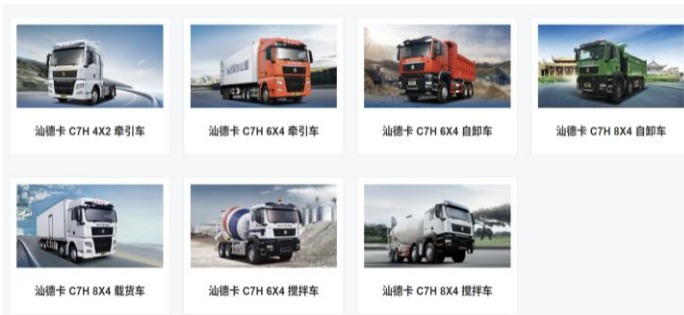 汕德卡 C7H 4X2 牵引车
汕德卡 C7H 6X4 牵引车
汕德卡 C7H 6X4 自卸车
汕德卡 C7H 8X4 自卸车
汕德卡 C7H 8X4 载货车
汕德卡 C7H 6X4 搅拌车
汕德卡 C7H 8X4 搅拌车